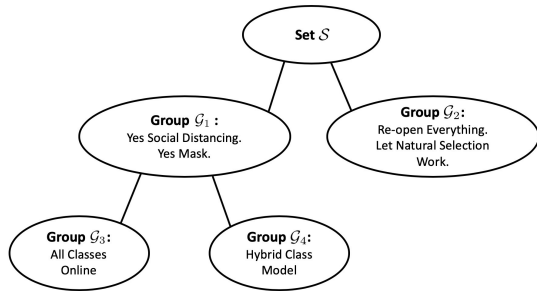 Set 𝒮
Group 𝒢₁ :
Yes Social Distancing.
Yes Mask.
Group 𝒢₂:
Re-open Everything.
Let Natural Selection
Work.
Group 𝒢₃:
All Classes
Online
Group 𝒢₄:
Hybrid Class
Model